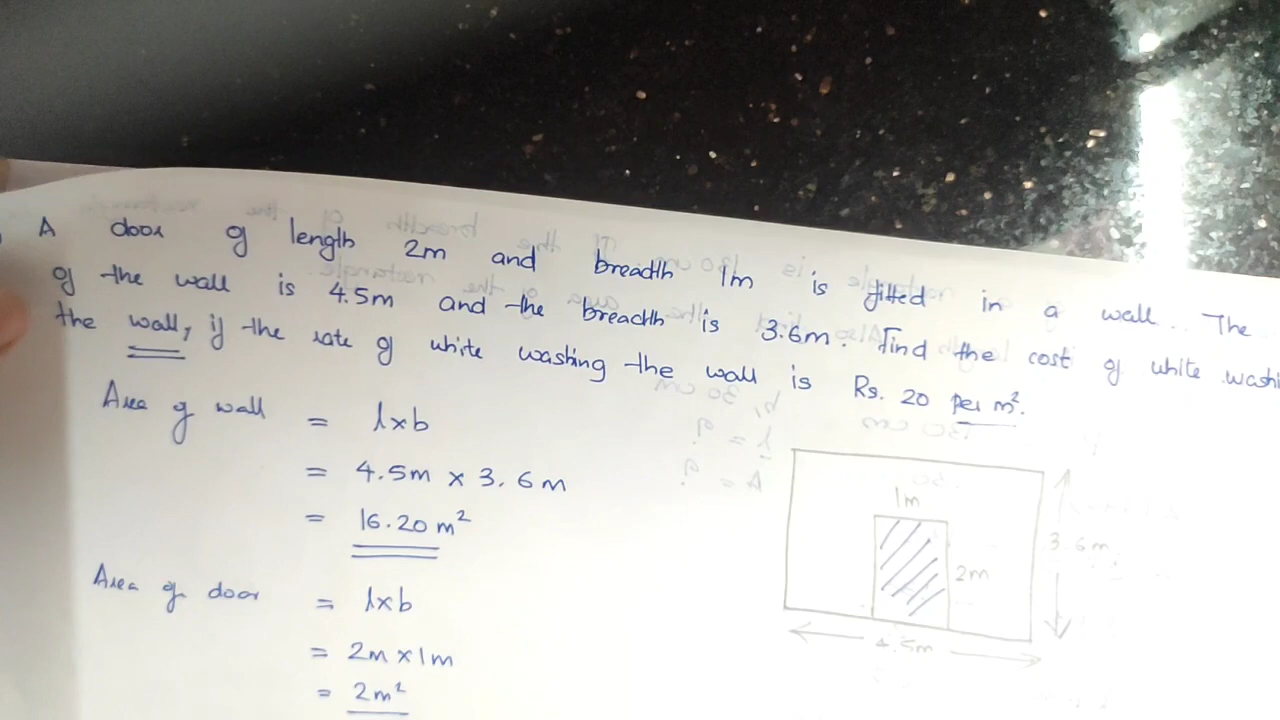 A door of length 2m and breadth 1m is fitted in a wall. The
of the wall is 4.5m and the breadth is 3.6m. Find the cost of white washi
the wall, if the rate of white washing the wall is Rs. 20 per m².
Area of wall = l×b
= 4.5m × 3.6m
= 16.20 m²
Area of door = l×b
= 2m × 1m
= 2m²
1m
2m
3.6m
4.5m